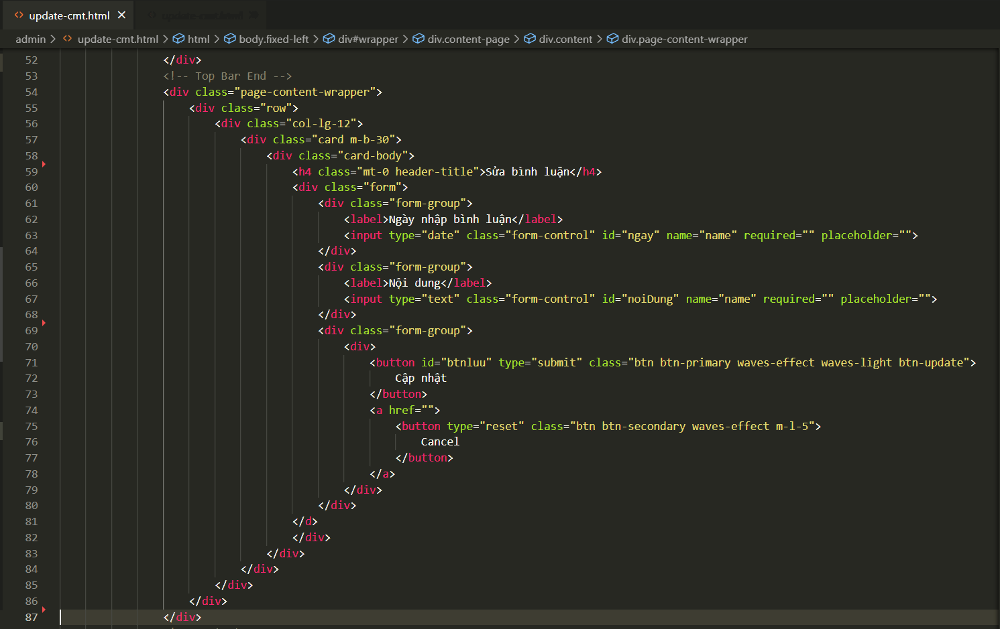 update-cmt.html
admin > update-cmt.html > html > body.fixed-left > div#wrapper > div.content-page > div.content > div.page-content-wrapper
52 </div>
53 <!-- Top Bar End -->
54 <div class="page-content-wrapper">
55 <div class="row">
56 <div class="col-lg-12">
57 <div class="card m-b-30">
58 <div class="card-body">
59 <h4 class="mt-0 header-title">Sửa bình luận</h4>
60 <div class="form">
61 <div class="form-group">
62 <label>Ngày nhập bình luận</label>
63 <input type="date" class="form-control" id="ngay" name="name" required="" placeholder="">
64 </div>
65 <div class="form-group">
66 <label>Nội dung</label>
67 <input type="text" class="form-control" id="noiDung" name="name" required="" placeholder="">
68 </div>
69 <div class="form-group">
70 <div>
71 <button id="btnluu" type="submit" class="btn btn-primary waves-effect waves-light btn-update">
72 Cập nhật
73 </button>
74 <a href="">
75 <button type="reset" class="btn btn-secondary waves-effect m-l-5">
76 Cancel
77 </button>
78 </a>
79 </div>
80 </div>
81 </d>
82 </div>
83 </div>
84 </div>
85 </div>
86 </div>
87 </div>